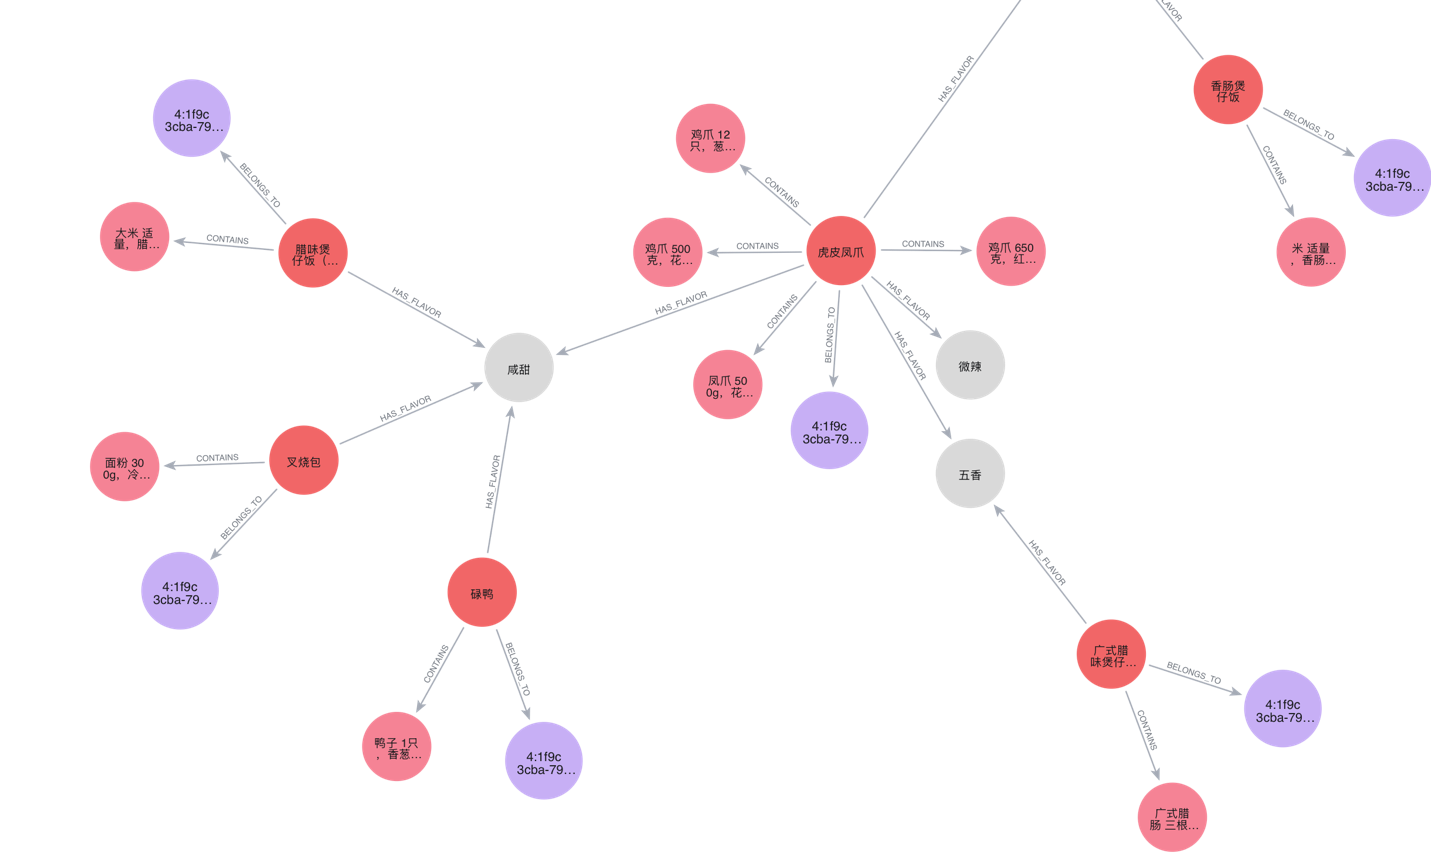 AVOR
HAS_FLAVOR
香肠煲
仔饭
BELONGS_TO
CONTAINS
4:1f9c
3cba-79…
米 适量
，香肠…
4:1f9c
3cba-79…
BELONGS_TO
大米 适
量，腊…
CONTAINS
腊味煲
仔饭（…
HAS_FLAVOR
鸡爪 12
只，葱…
CONTAINS
鸡爪 500
克，花…
CONTAINS
虎皮凤爪
CONTAINS
鸡爪 650
克，红…
HAS_FLAVOR
CONTAINS
BELONGS_TO
HAS_FLAVOR
HAS_FLAVOR
咸甜
凤爪 50
0g，花…
4:1f9c
3cba-79…
微辣
五香
HAS_FLAVOR
面粉 30
0g，冷…
CONTAINS
叉烧包
BELONGS_TO
4:1f9c
3cba-79…
HAS_FLAVOR
碌鸭
CONTAINS
BELONGS_TO
鸭子 1只
，香葱…
4:1f9c
3cba-79…
HAS_FLAVOR
广式腊
味煲仔…
BELONGS_TO
4:1f9c
3cba-79…
CONTAINS
广式腊
肠 三根…